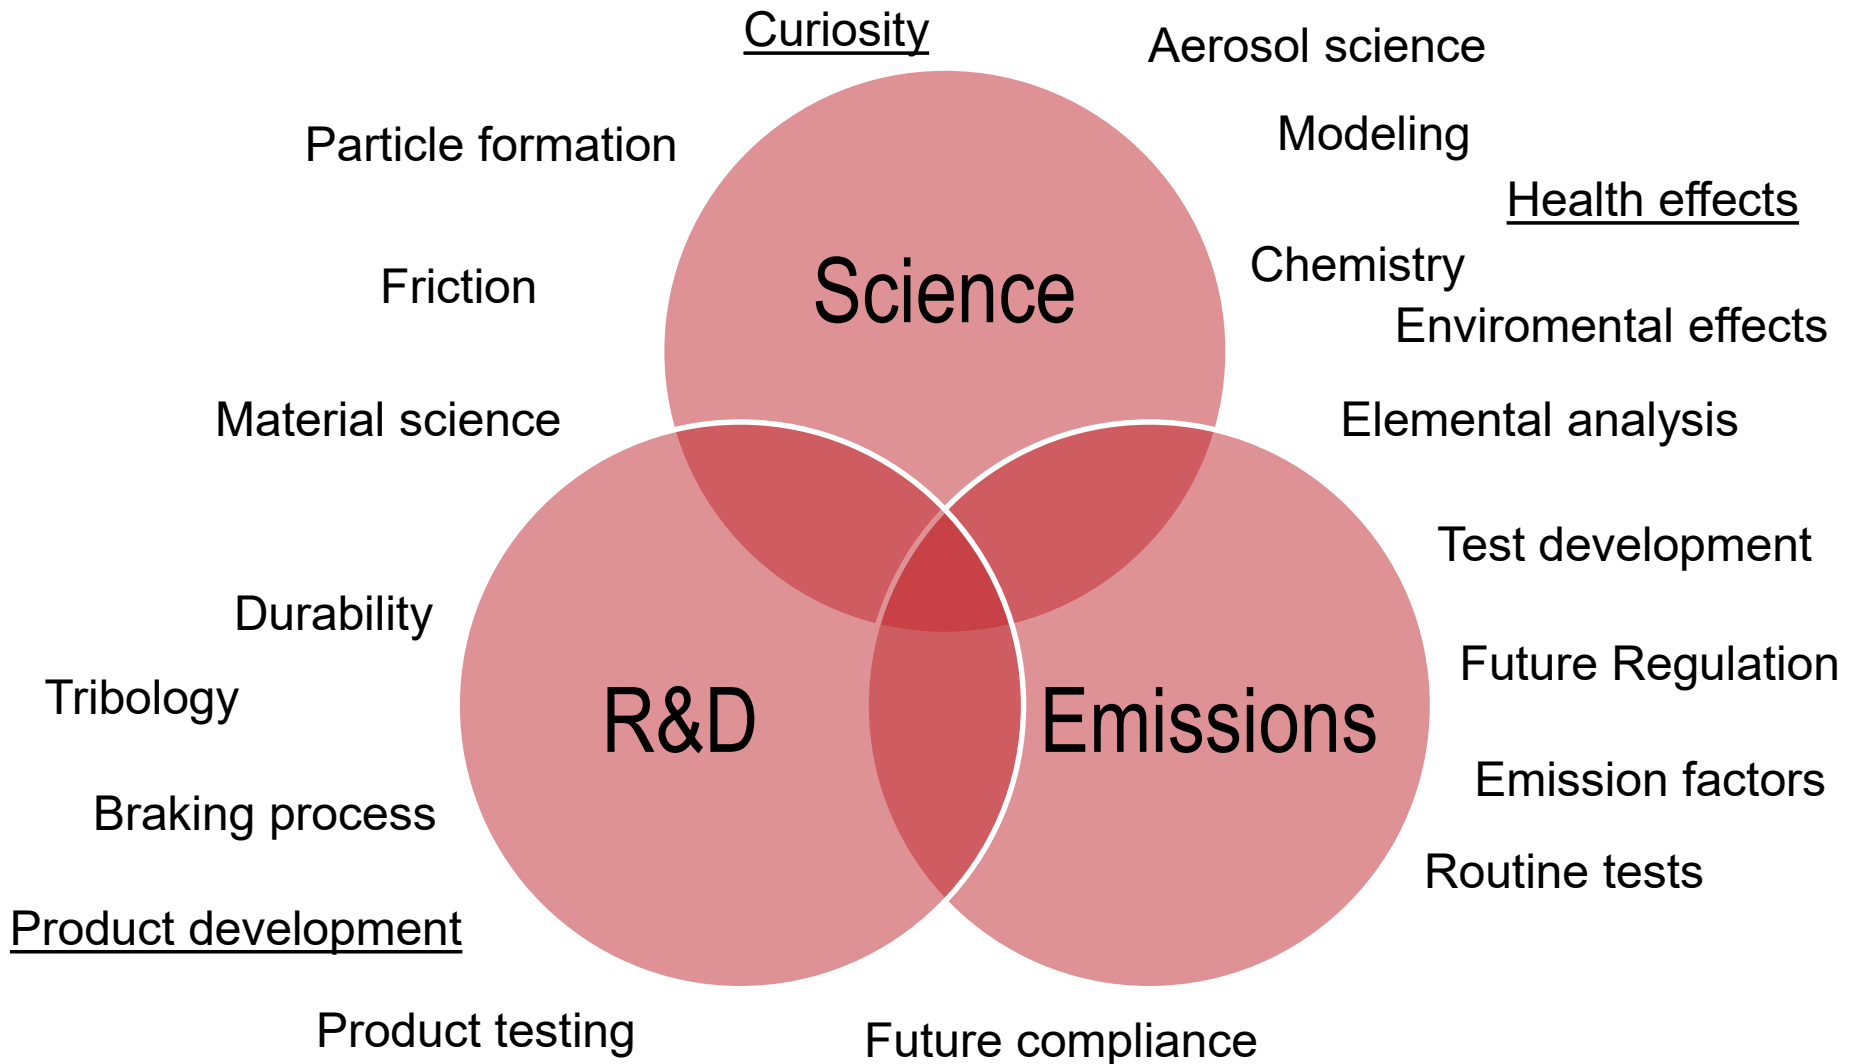 Curiosity
Aerosol science
Particle formation
Modeling
Health effects
Science
Friction
Chemistry
Enviromental effects
Material science
Elemental analysis
Test development
Durability
Future Regulation
Tribology
R&D
Emissions
Emission factors
Braking process
Routine tests
Product development
Product testing
Future compliance